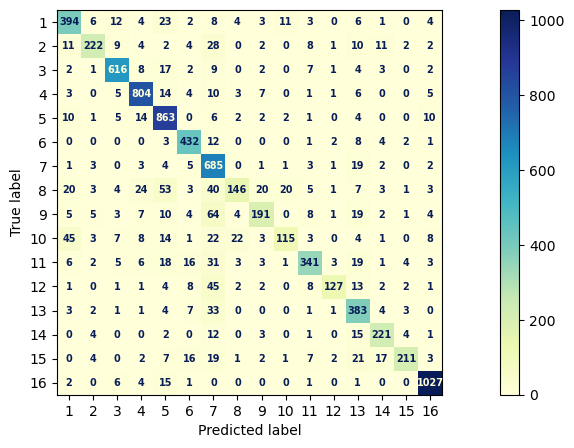 1 394 6 12 4 23 2 8 4 3 11 3 0 6 1 0 4
2 11 222 9 4 2 4 28 0 2 0 8 1 10 11 2 2
3 2 1 616 8 17 2 9 0 2 0 7 1 4 3 0 2
4 3 0 5 804 14 4 10 3 7 0 1 1 6 0 0 5
5 10 1 5 14 863 0 6 2 2 2 1 0 4 0 0 10
6 0 0 0 0 3 432 12 0 0 0 1 2 8 4 2 1
7 1 3 0 3 4 5 685 0 1 1 3 1 19 2 0 2
8 20 3 4 24 53 3 40 146 20 20 5 1 7 3 1 3
9 5 5 3 7 10 4 64 4 191 0 8 1 19 2 1 4
10 45 3 7 8 14 1 22 22 3 115 3 0 4 1 0 8
11 6 2 5 6 18 16 31 3 3 1 341 3 19 1 4 3
12 1 0 1 1 4 8 45 2 2 0 8 127 13 2 2 1
13 3 2 1 1 4 7 33 0 0 0 1 1 383 4 3 0
14 0 4 0 0 2 0 12 0 3 0 1 0 15 221 4 1
15 0 4 0 2 7 16 19 1 2 1 7 2 21 17 211 3
16 2 0 6 4 15 1 0 0 0 0 1 0 1 0 0 1027
1 2 3 4 5 6 7 8 9 10 11 12 13 14 15 16
Predicted label
True label
1000
800
600
400
200
0